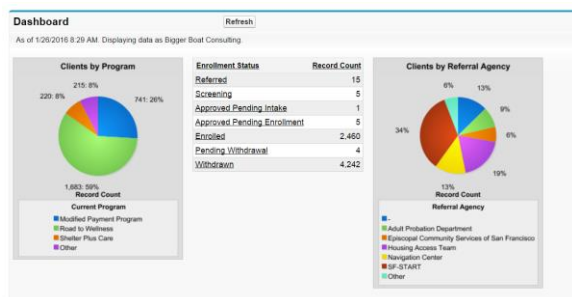 Dashboard
Refresh
As of 1/26/2016 8:29 AM. Displaying data as Bigger Boat Consulting.
Clients by Program
215: 8%
220: 8%
741: 26%
1,683: 59%
Record Count
Current Program
Modified Payment Program
Road to Wellness
Shelter Plus Care
Other
Enrollment Status Record Count
Referred 15
Screening 5
Approved Pending Intake 1
Approved Pending Enrollment 5
Enrolled 2,460
Pending Withdrawal 4
Withdrawn 4,242
Clients by Referral Agency
6%
13%
9%
6%
34%
19%
13%
Record Count
Referral Agency
-
Adult Probation Department
Episcopal Community Services of San Francisco
Housing Access Team
Navigation Center
SF-START
Other